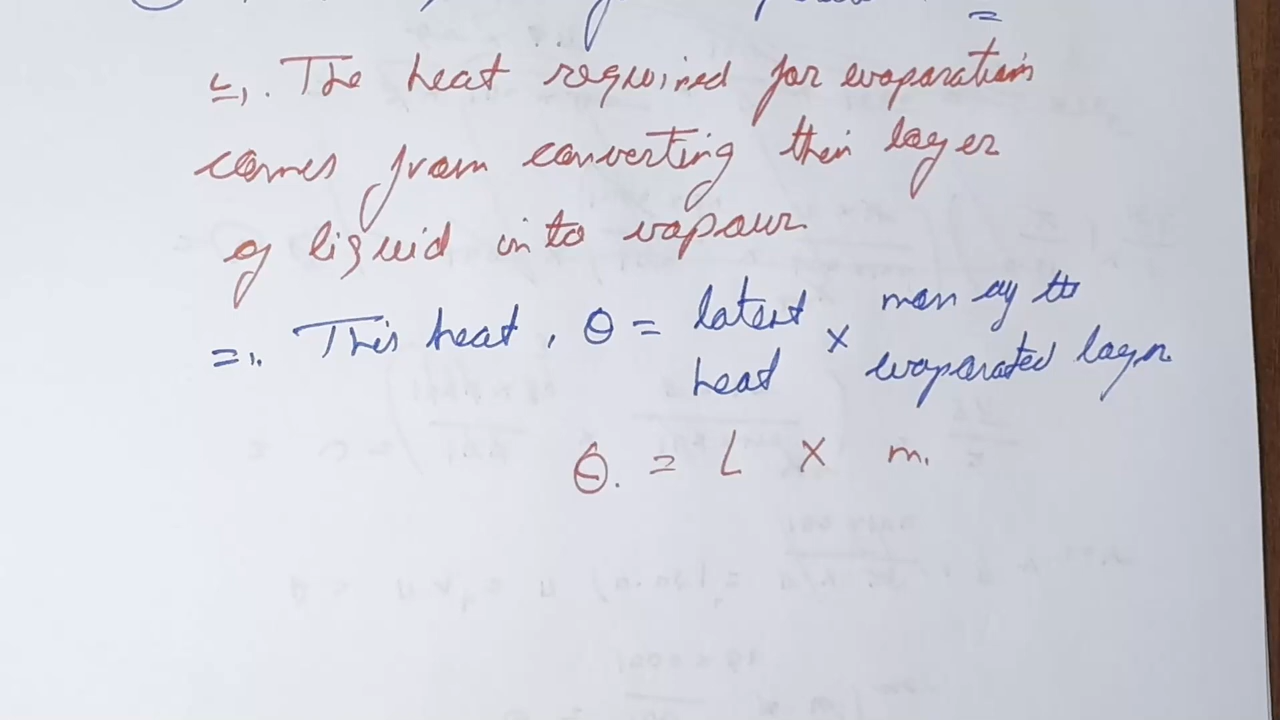 =, . The heat required for evaporation
comes from converting thin layer
of liquid into vapour
=, . This heat, Θ = latent heat × mass of the evaporated layer
Θ. = L × m.